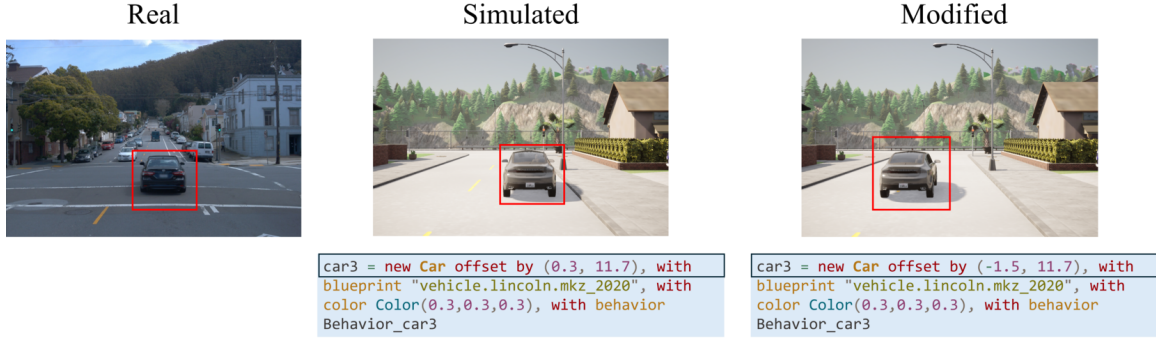 Real
Simulated
Modified
car3 = new Car offset by (0.3, 11.7), with
blueprint "vehicle.lincoln.mkz_2020", with
color Color(0.3,0.3,0.3), with behavior
Behavior_car3
car3 = new Car offset by (-1.5, 11.7), with
blueprint "vehicle.lincoln.mkz_2020", with
color Color(0.3,0.3,0.3), with behavior
Behavior_car3